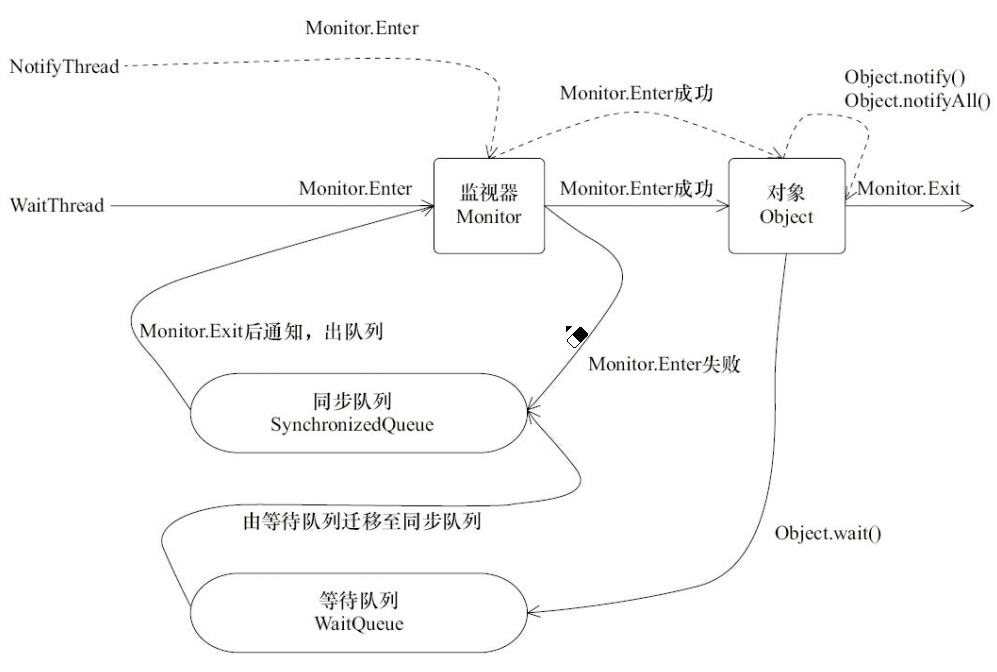 Monitor.Enter
NotifyThread
Object.notify()
Object.notifyAll()
Monitor.Enter成功
WaitThread
Monitor.Enter
监视器
Monitor
Monitor.Enter成功
对象
Object
Monitor.Exit
Monitor.Exit后通知，出队列
Monitor.Enter失败
同步队列
SynchronizedQueue
由等待队列迁移至同步队列
Object.wait()
等待队列
WaitQueue